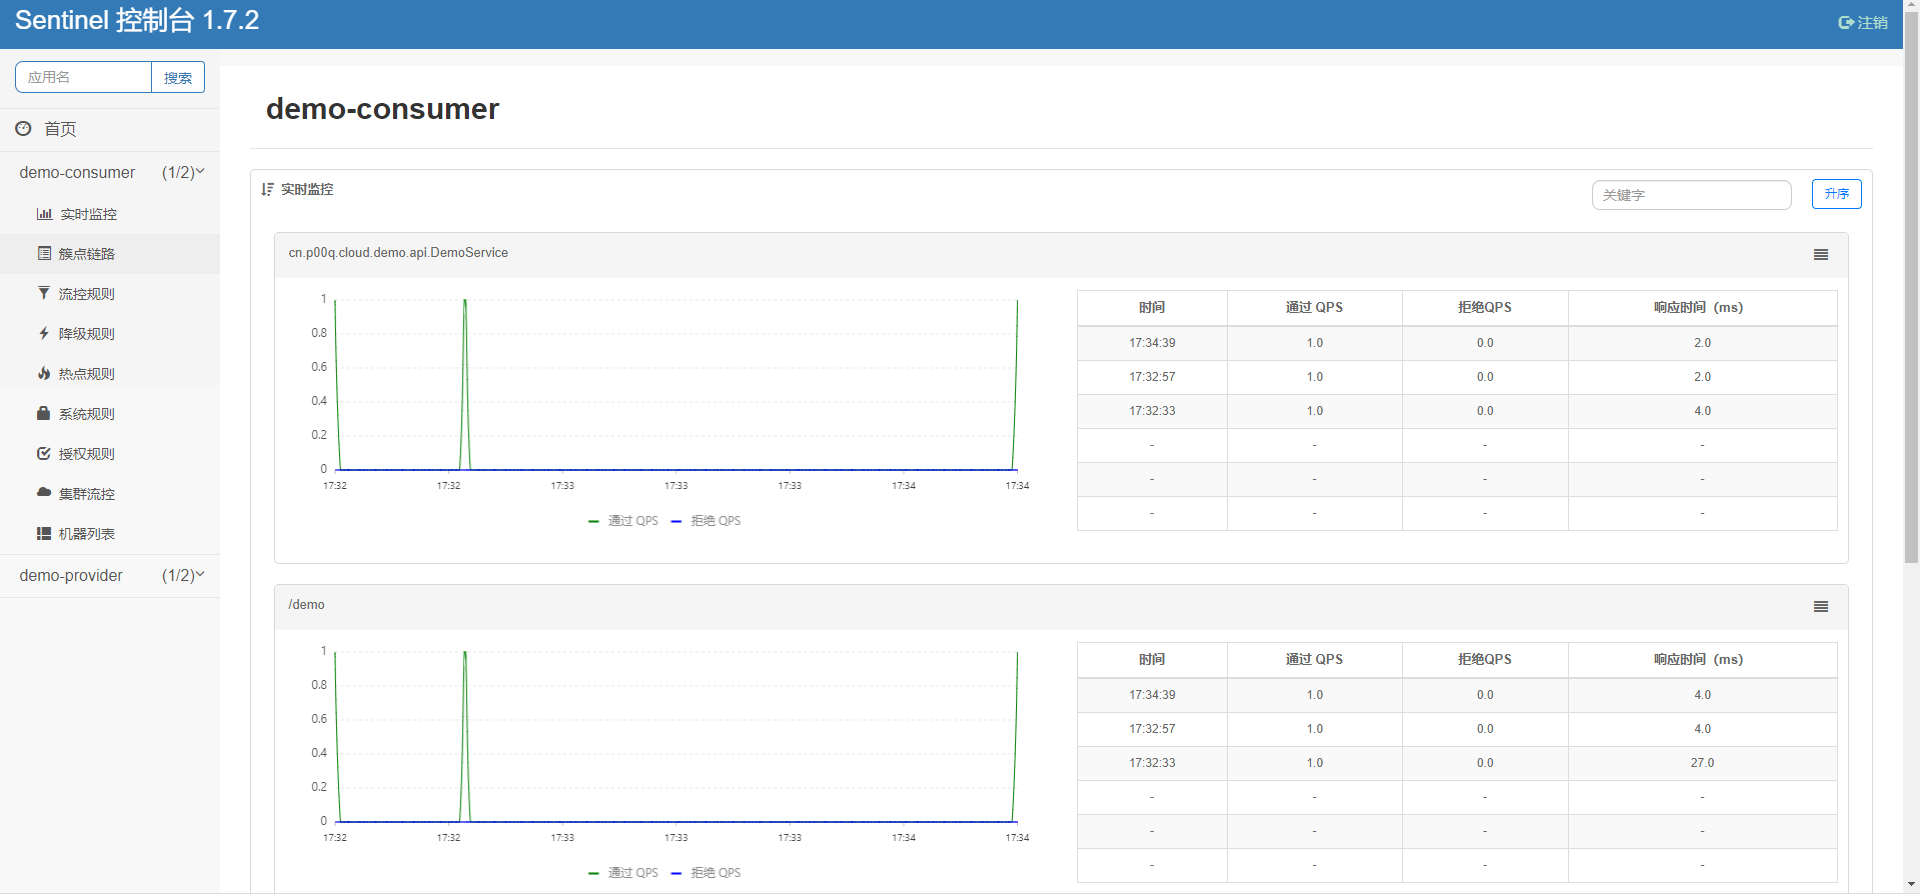 Sentinel 控制台 1.7.2
注销
应用名 搜索
首页
demo-consumer (1/2)
实时监控
簇点链路
流控规则
降级规则
热点规则
系统规则
授权规则
集群流控
机器列表
demo-provider (1/2)
demo-consumer
实时监控 关键字 升序
cn.p00q.cloud.demo.api.DemoService
1
0.8
0.6
0.4
0.2
0
17:32 17:32 17:33 17:33 17:33 17:34 17:34
通过 QPS 拒绝 QPS
时间 通过 QPS 拒绝QPS 响应时间（ms）
17:34:39 1.0 0.0 2.0
17:32:57 1.0 0.0 2.0
17:32:33 1.0 0.0 4.0
- - - -
- - - -
- - - -
/demo
1
0.8
0.6
0.4
0.2
0
17:32 17:32 17:33 17:33 17:33 17:34 17:34
通过 QPS 拒绝 QPS
时间 通过 QPS 拒绝QPS 响应时间（ms）
17:34:39 1.0 0.0 4.0
17:32:57 1.0 0.0 4.0
17:32:33 1.0 0.0 27.0
- - - -
- - - -
- - - -